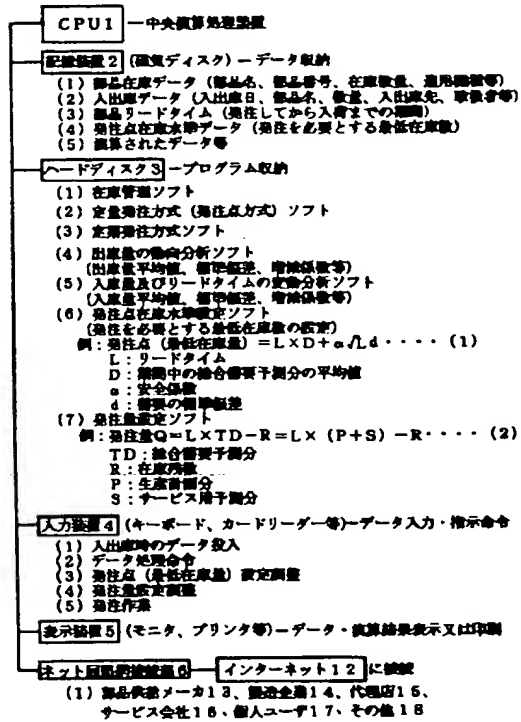 CPU1 ー中央演算処理装置
記憶装置2 (磁気ディスク)ーデータ収納
(1) 部品在庫データ (部品名、部品番号、在庫数量、適用機種等)
(2) 入出庫データ (入出庫日、部品名、数量、入出庫先、取扱者等)
(3) 部品リードタイム (発注してから入荷までの期間)
(4) 発注点在庫水準データ (発注を必要とする最低在庫数)
(5) 演算されたデータ等
ハードディスク3 ープログラム収納
(1) 在庫管理ソフト
(2) 定量発注方式 (発注点方式) ソフト
(3) 定期発注方式ソフト
(4) 出庫量の動向分析ソフト
(出庫量平均値、標準偏差、増減係数等)
(5) 入庫量及びリードタイムの変動分析ソフト
(入庫量平均値、標準偏差、増減係数等)
(6) 発注点在庫水準設定ソフト
(発注を必要とする最低在庫数の設定)
例:発注点 (最低在庫量) =L×D+α√Ld・・・・ (1)
L:リードタイム
D:期間中の総合需要予測分の平均値
α:安全係数
d:需要の標準偏差
(7) 発注量設定ソフト
例:発注量Q=L×TD-R=L× (P+S) -R・・・・ (2)
TD:総合需要予測分
R:在庫残数
P:生産計画分
S:サービス用予測分
入力装置4 (キーボード、カードリーダー等)ーデータ入力・指示命令
(1) 入出庫時のデータ投入
(2) データ処理命令
(3) 発注点 (最低在庫量) 設定調整
(4) 発注量設定調整
(5) 発注作業
表示装置5 (モニタ、プリンタ等)ーデータ・演算結果表示又は印刷
ネット回路網接続器6 インターネット12 に接続
(1) 部品供給メーカ13、製造企業14、代理店15、
サービス会社16、個人ユーザ17、その他18